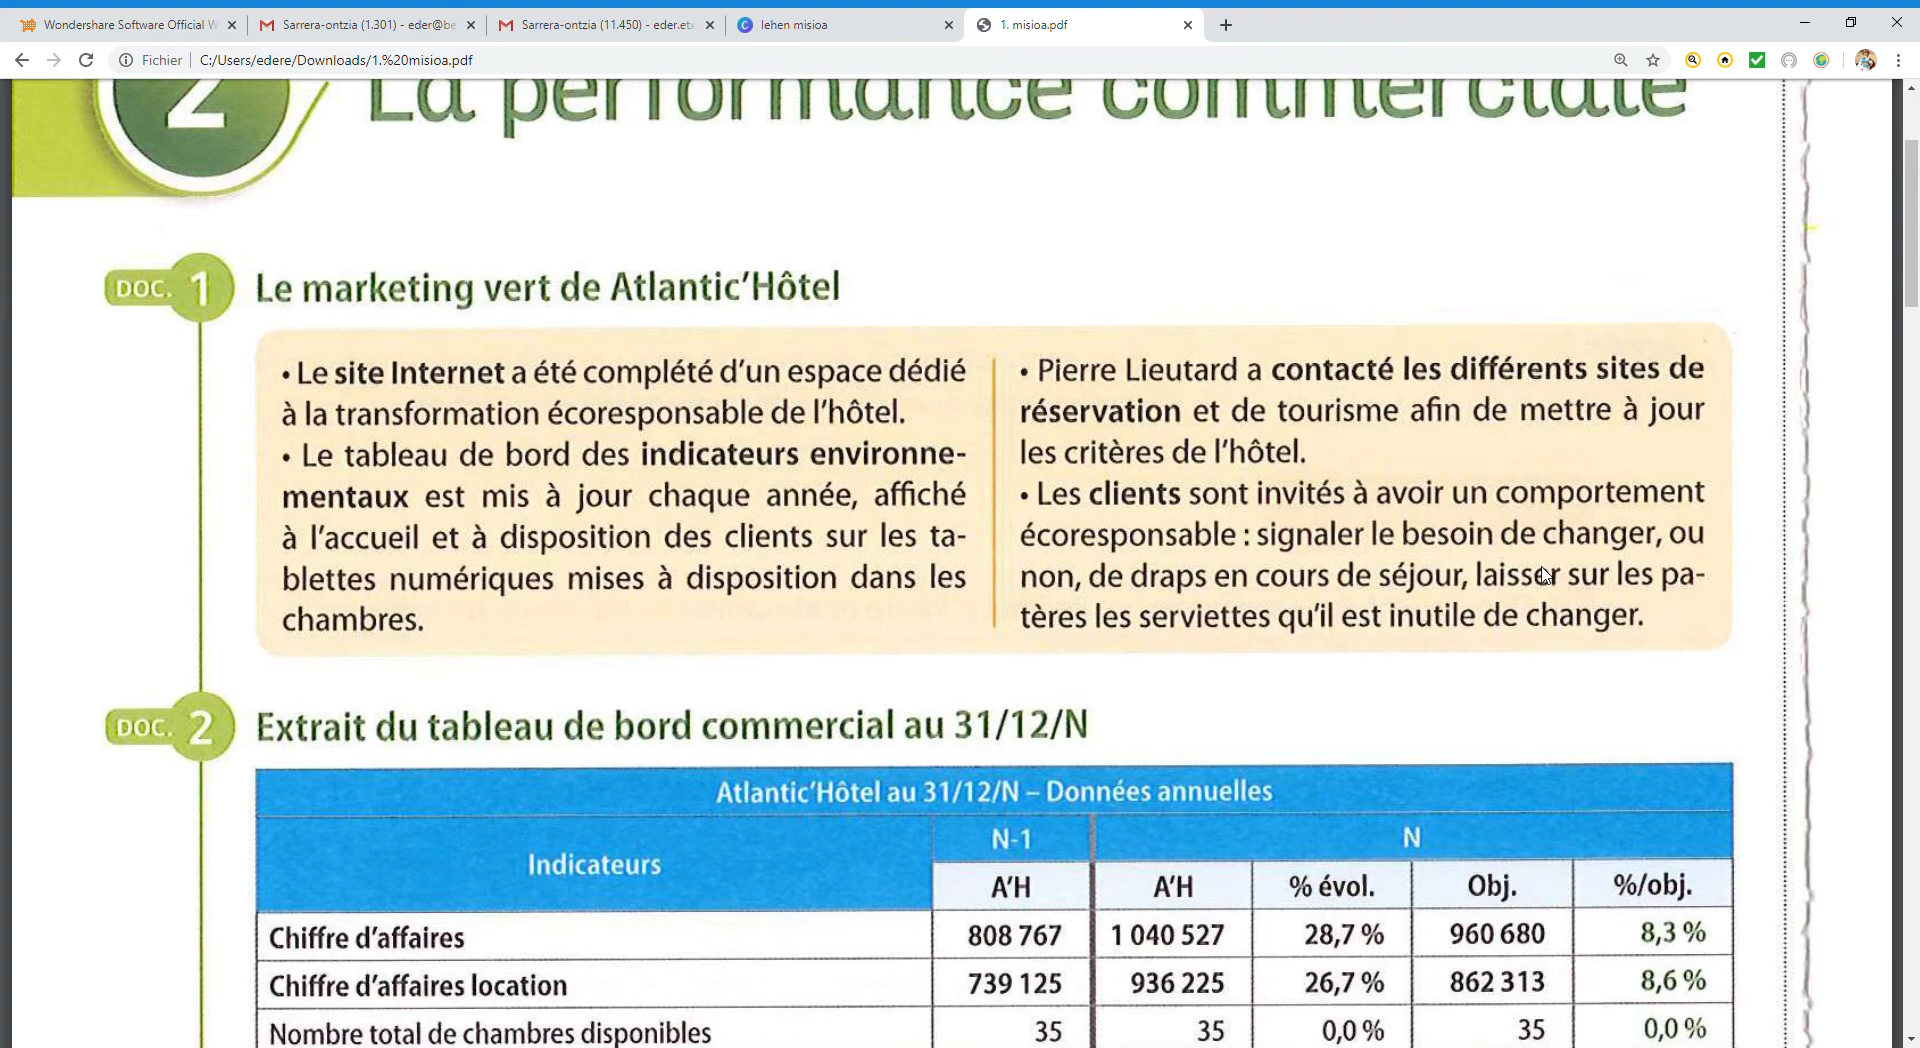 Wondershare Software Official W
Sarrera-ontzia (1.301) - eder@be
Sarrera-ontzia (11.450) - eder.etx
lehen misioa
1. misioa.pdf
Fichier
C:/Users/edere/Downloads/1.%20misioa.pdf
2 La performance commerciale
DOC. 1 Le marketing vert de Atlantic'Hôtel
• Le site Internet a été complété d'un espace dédié
à la transformation écoresponsable de l'hôtel.
• Le tableau de bord des indicateurs environne-
mentaux est mis à jour chaque année, affiché
à l'accueil et à disposition des clients sur les ta-
blettes numériques mises à disposition dans les
chambres.
• Pierre Lieutard a contacté les différents sites de
réservation et de tourisme afin de mettre à jour
les critères de l'hôtel.
• Les clients sont invités à avoir un comportement
écoresponsable : signaler le besoin de changer, ou
non, de draps en cours de séjour, laisser sur les pa-
tères les serviettes qu'il est inutile de changer.
DOC. 2 Extrait du tableau de bord commercial au 31/12/N
Atlantic'Hôtel au 31/12/N – Données annuelles
Indicateurs N-1 N
A'H A'H % évol. Obj. %/obj.
Chiffre d'affaires 808 767 1 040 527 28,7 % 960 680 8,3 %
Chiffre d'affaires location 739 125 936 225 26,7 % 862 313 8,6 %
Nombre total de chambres disponibles 35 35 0,0 % 35 0,0 %